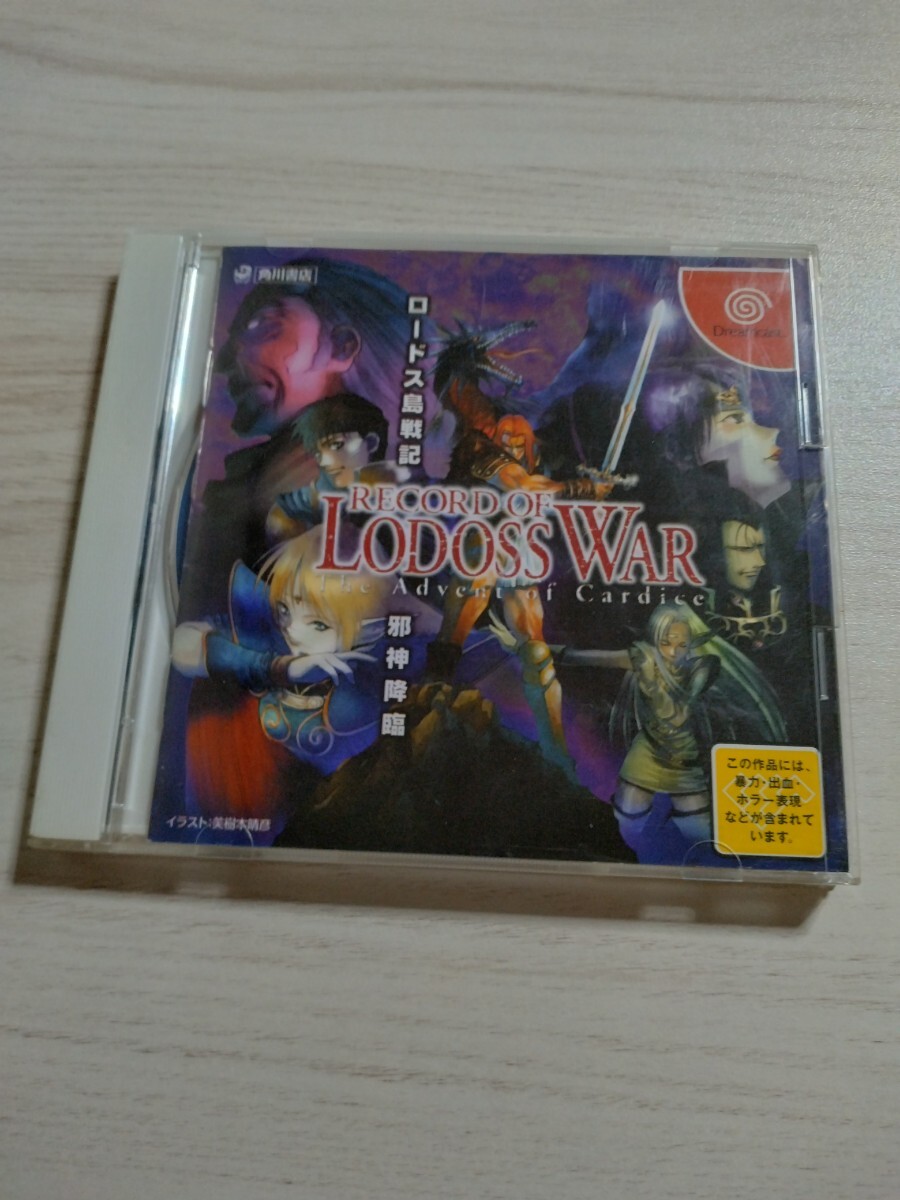 [角川書店]
Dreamcast
ロードス島戦記
RECORD OF
LODOSS WAR
The Advent of Cardice
邪神降臨
この作品には、
暴力・出血・
ホラー表現
などが含まれて
います。
イラスト:美樹本晴彦